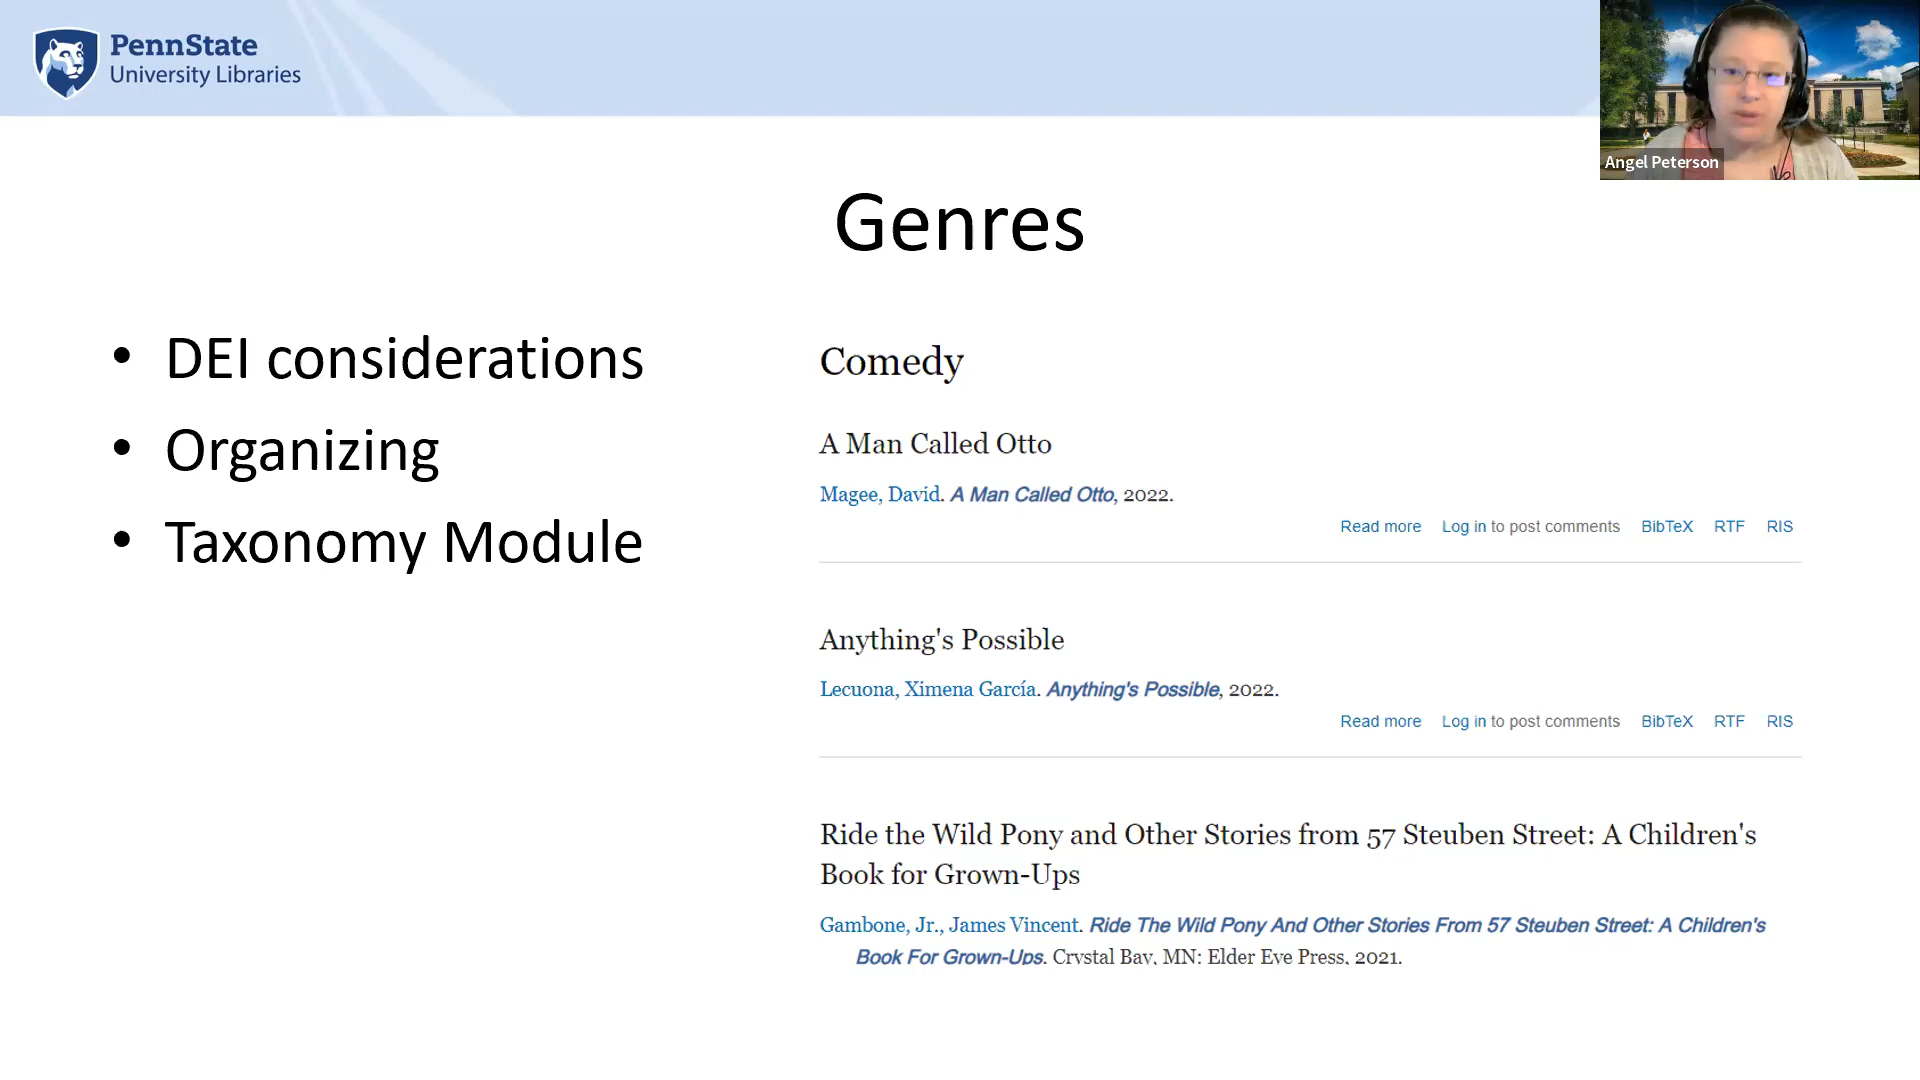 PennState
University Libraries
Angel Peterson
Genres
• DEI considerations
• Organizing
• Taxonomy Module
Comedy
A Man Called Otto
Magee, David. A Man Called Otto, 2022.
Read more Log in to post comments BibTeX RTF RIS
Anything's Possible
Lecuona, Ximena García. Anything's Possible, 2022.
Read more Log in to post comments BibTeX RTF RIS
Ride the Wild Pony and Other Stories from 57 Steuben Street: A Children's
Book for Grown-Ups
Gambone, Jr., James Vincent. Ride The Wild Pony And Other Stories From 57 Steuben Street: A Children's
Book For Grown-Ups. Crystal Bay, MN: Elder Eye Press, 2021.